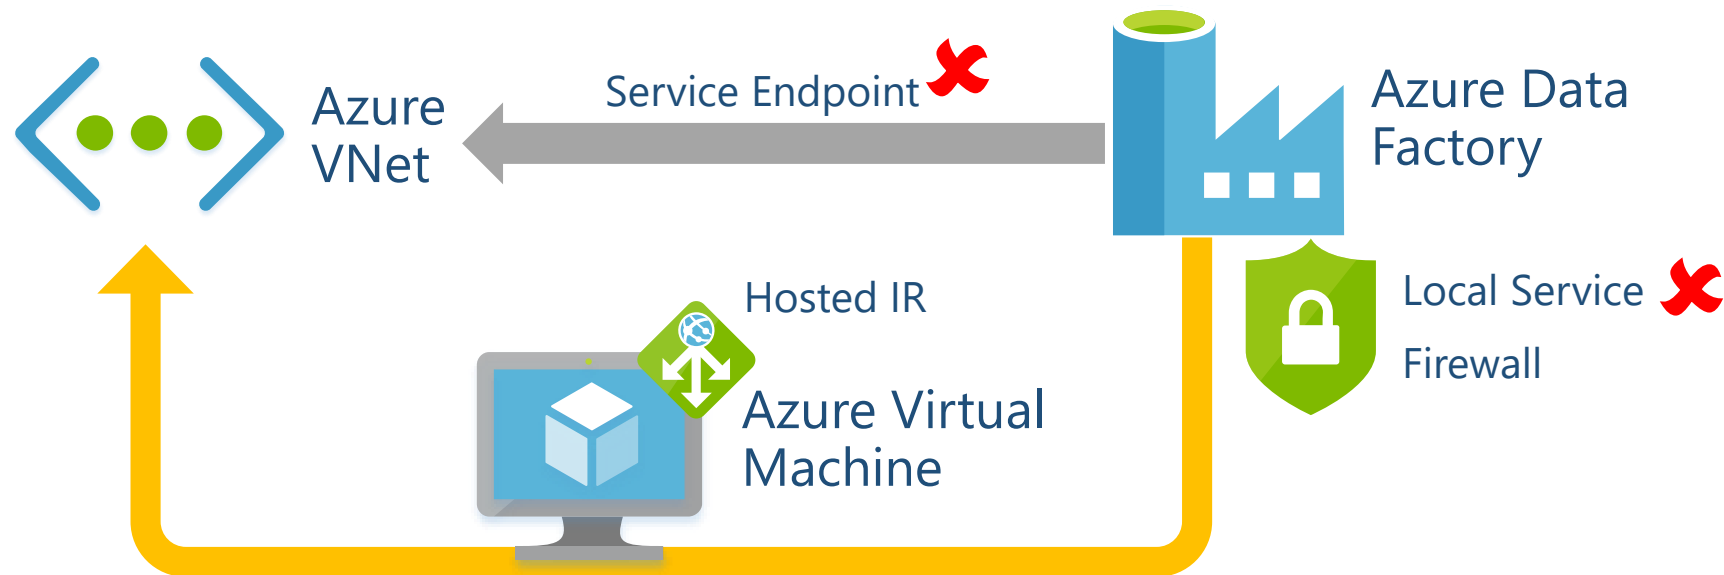 Azure
VNet
Service Endpoint
Azure Data
Factory
Local Service
Firewall
Hosted IR
Azure Virtual
Machine